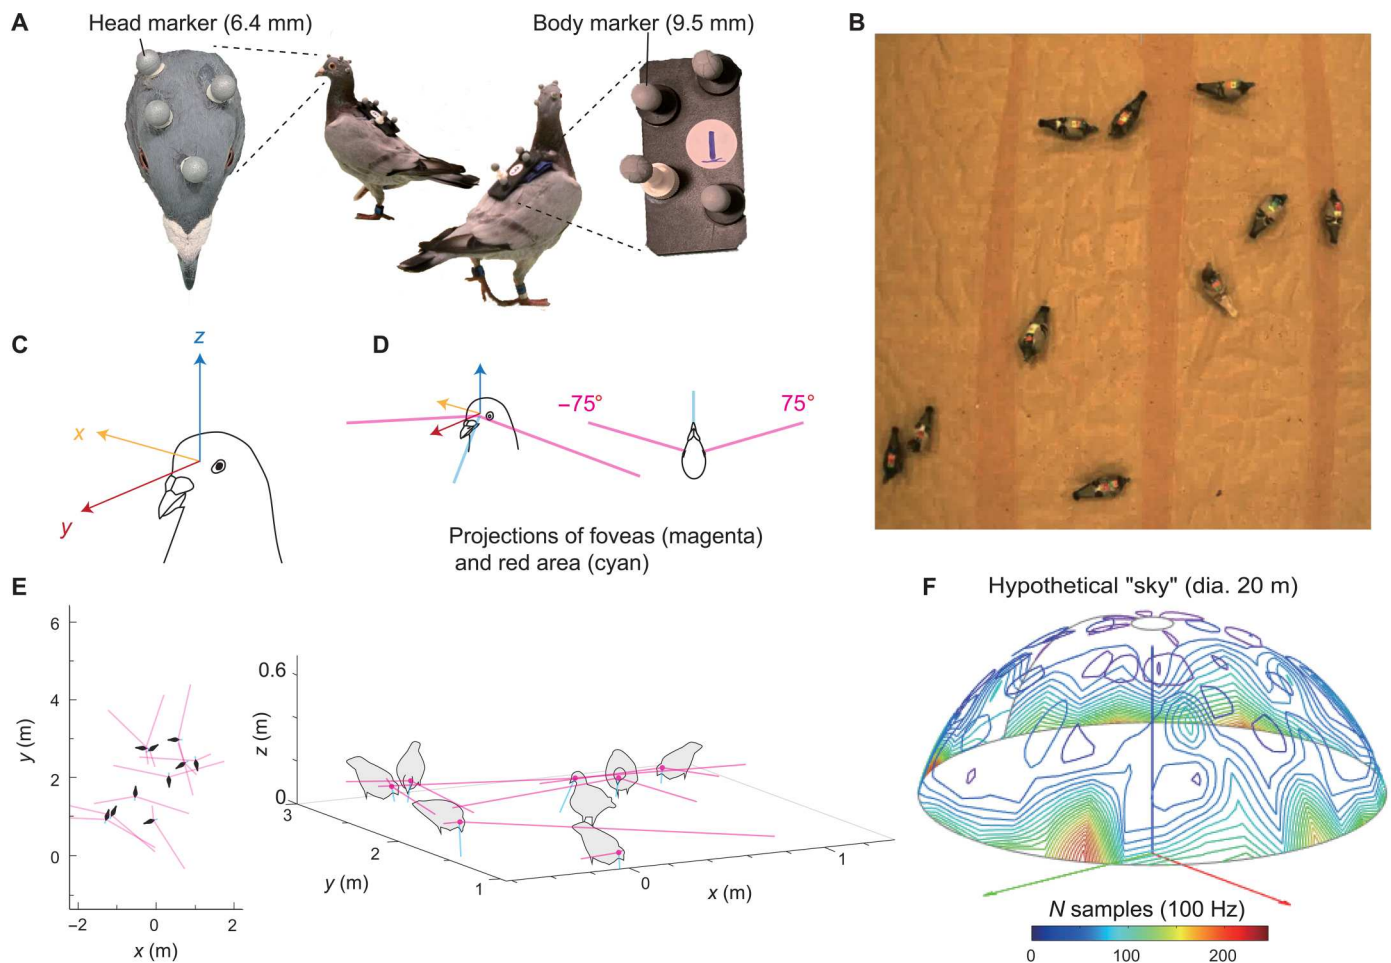 A
Head marker (6.4 mm)
Body marker (9.5 mm)
1
B
C
z
x
y
D
−75°
75°
Projections of foveas (magenta)
and red area (cyan)
E
6
4
2
0
y (m)
−2
0
2
x (m)
0.6
z (m)
0
3
2
1
y (m)
0
1
x (m)
F
Hypothetical "sky" (dia. 20 m)
N samples (100 Hz)
0
100
200